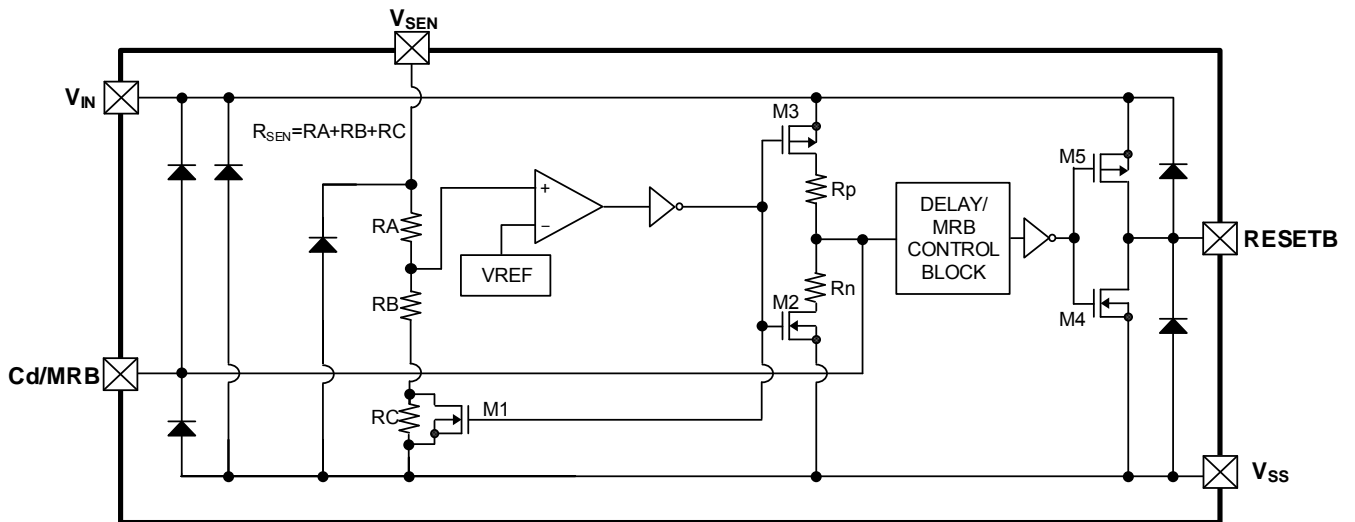 VSEN
VIN
M3
RSEN=RA+RB+RC
M5
Rp
+
RA
DELAY/
MRB
CONTROL
BLOCK
−
RESETB
VREF
Rn
RB
M2
M4
Cd/MRB
RC
M1
VSS